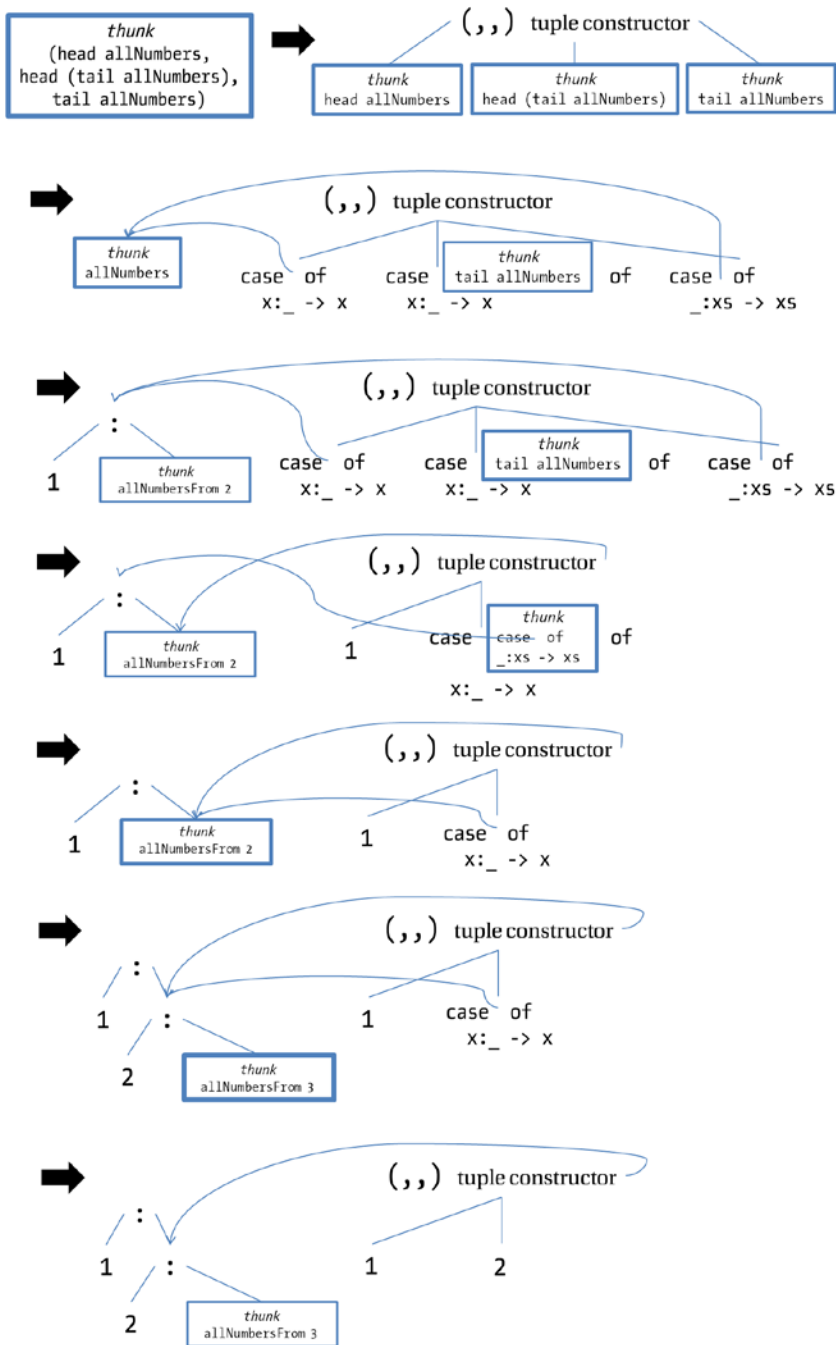 thunk
(head allNumbers,
head (tail allNumbers),
tail allNumbers)
(,,) tuple constructor
thunk
head allNumbers
thunk
head (tail allNumbers)
thunk
tail allNumbers
(,,) tuple constructor
thunk
allNumbers
case of
x:_ -> x
case
thunk
tail allNumbers
of
x:_ -> x
case of
_:xs -> xs
(,,) tuple constructor
:
1
thunk
allNumbersFrom 2
case of
x:_ -> x
case
thunk
tail allNumbers
of
x:_ -> x
case of
_:xs -> xs
(,,) tuple constructor
:
1
thunk
allNumbersFrom 2
1
case
thunk
case of
_:xs -> xs
of
x:_ -> x
(,,) tuple constructor
:
1
thunk
allNumbersFrom 2
1
case of
x:_ -> x
(,,) tuple constructor
:
1
:
1
case of
x:_ -> x
2
thunk
allNumbersFrom 3
(,,) tuple constructor
:
1
:
1
2
2
thunk
allNumbersFrom 3